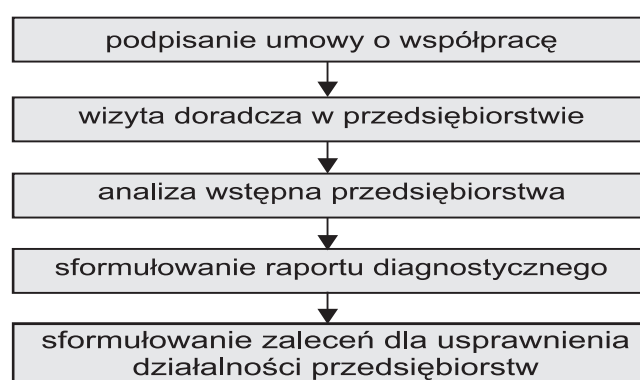 podpisanie umowy o współpracę
wizyta doradcza w przedsiębiorstwie
analiza wstępna przedsiębiorstwa
sformułowanie raportu diagnostycznego
sformułowanie zaleceń dla usprawnienia
działalności przedsiębiorstw